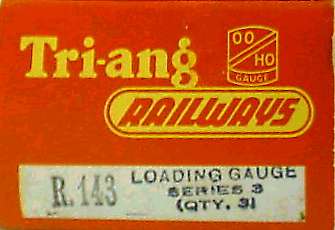 Tri-ang
OO
HO
GAUGE
RAILWAYS
R.143
LOADING GAUGE
SERIES 3
(QTY. 3)